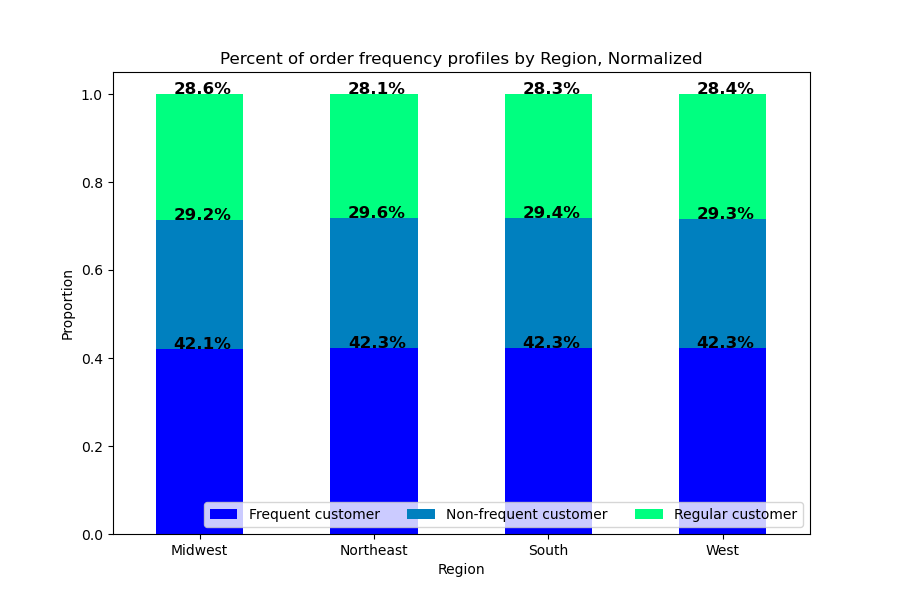 Percent of order frequency profiles by Region, Normalized
28.6% 28.1% 28.3% 28.4%
1.0
0.8
29.2% 29.6% 29.4% 29.3%
0.6
Proportion
42.1% 42.3% 42.3% 42.3%
0.4
0.2
Frequent customer Non-frequent customer Regular customer
0.0
Midwest Northeast South West
Region